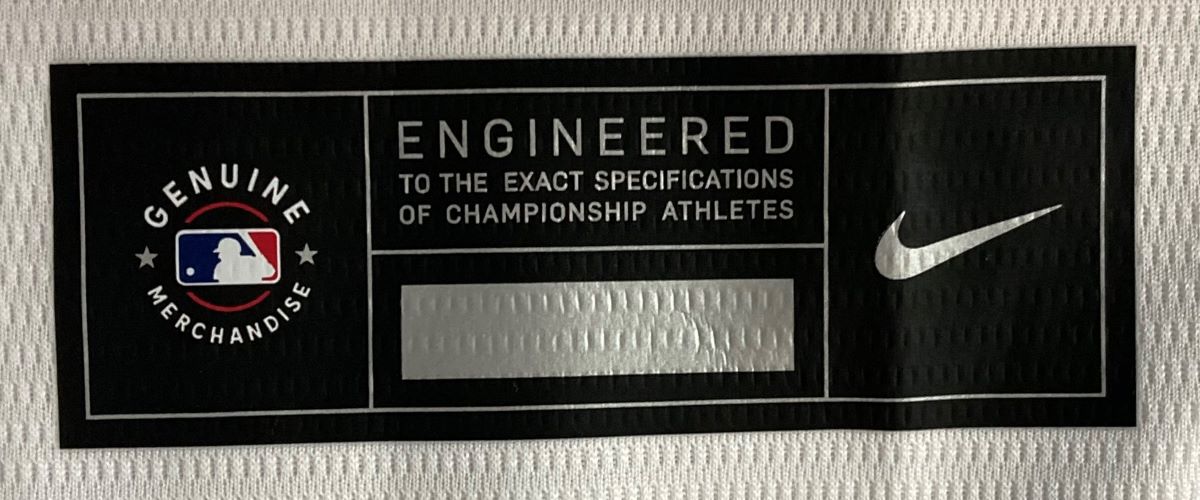 GENUINE
MERCHANDISE
ENGINEERED
TO THE EXACT SPECIFICATIONS
OF CHAMPIONSHIP ATHLETES